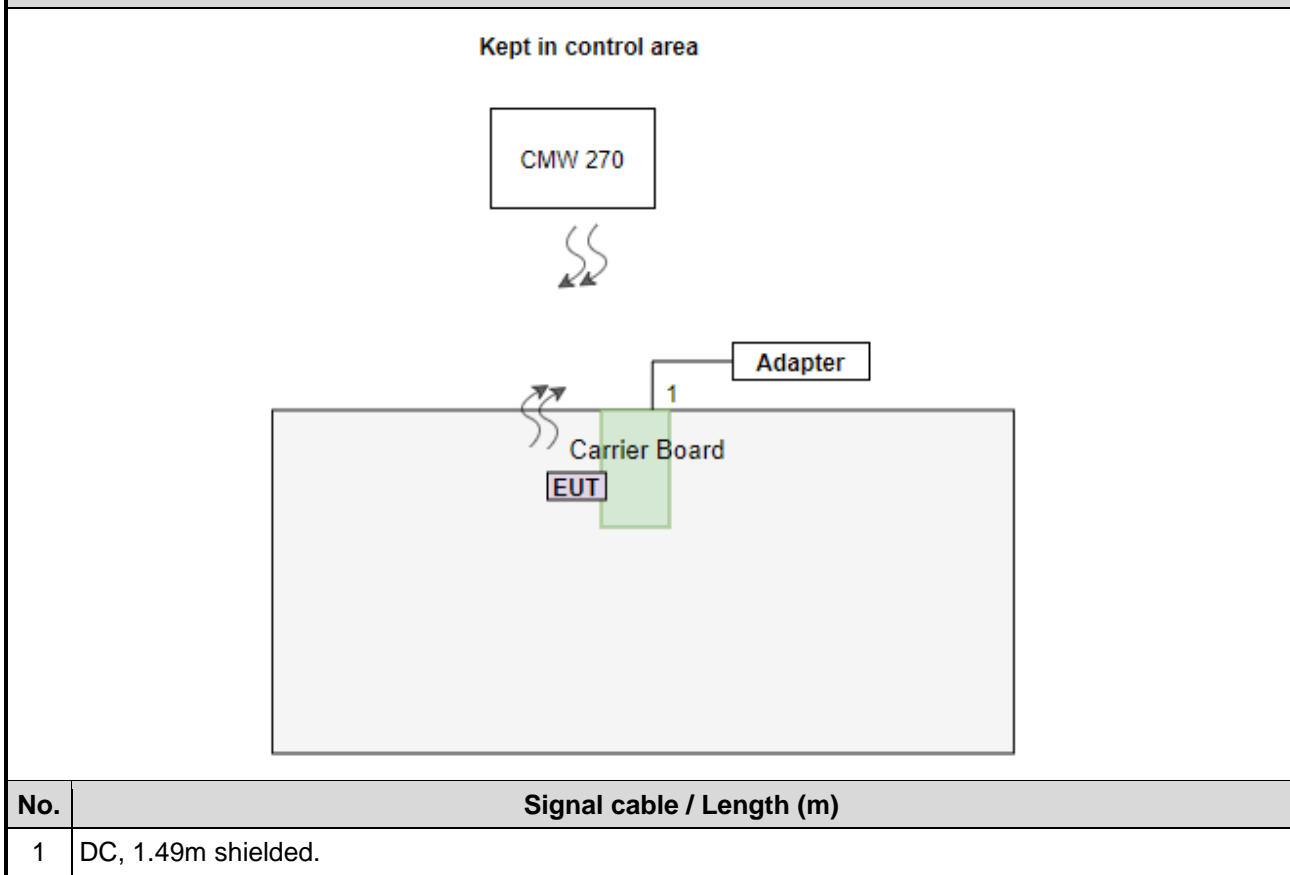 Kept in control area
CMW 270
Adapter
1
Carrier Board
EUT
No. Signal cable / Length (m)
1 DC, 1.49m shielded.